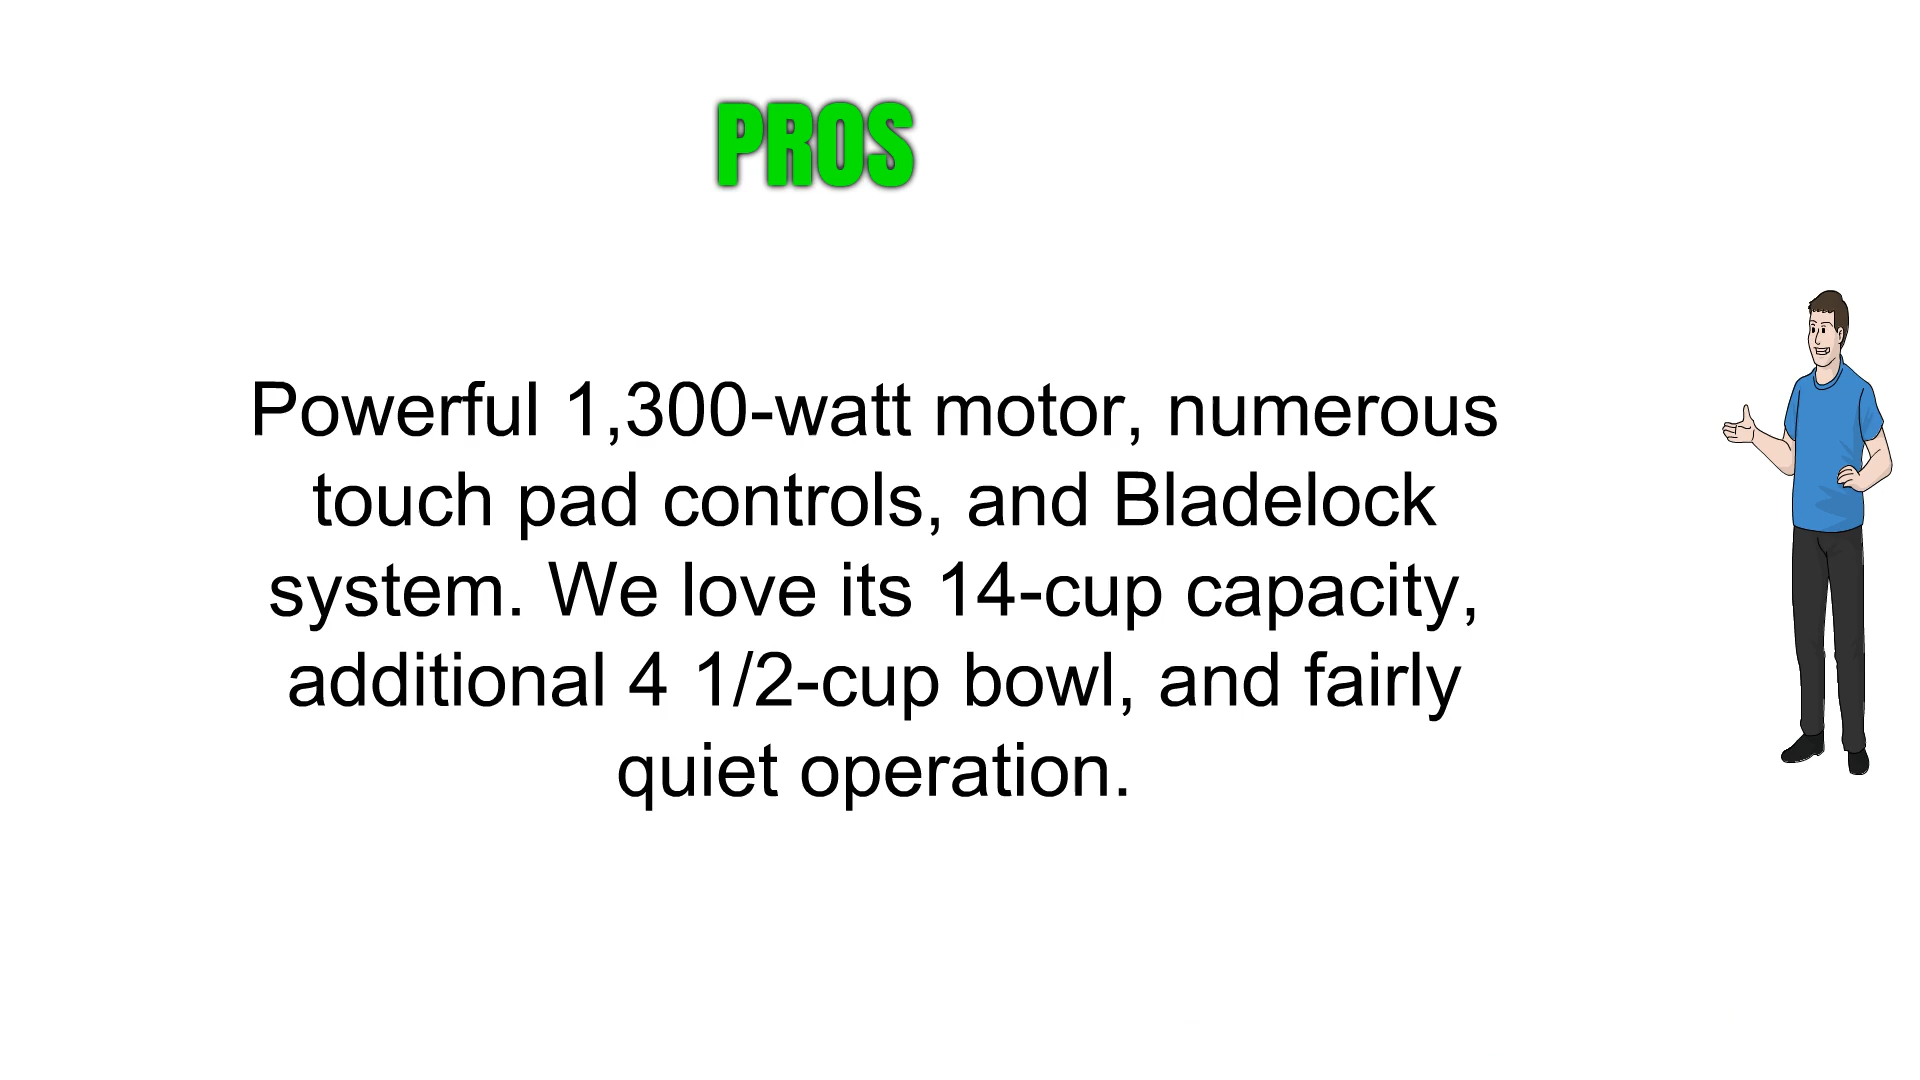 PROS
Powerful 1,300-watt motor, numerous
touch pad controls, and Bladelock
system. We love its 14-cup capacity,
additional 4 1/2-cup bowl, and fairly
quiet operation.